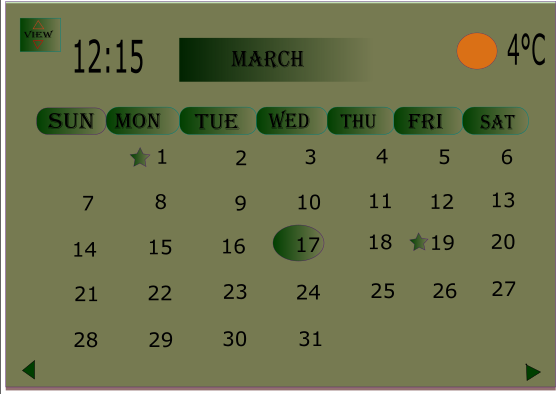 VIEW
12:15 MARCH 4ºC
SUN MON TUE WED THU FRI SAT
1 2 3 4 5 6
7 8 9 10 11 12 13
14 15 16 17 18 19 20
21 22 23 24 25 26 27
28 29 30 31